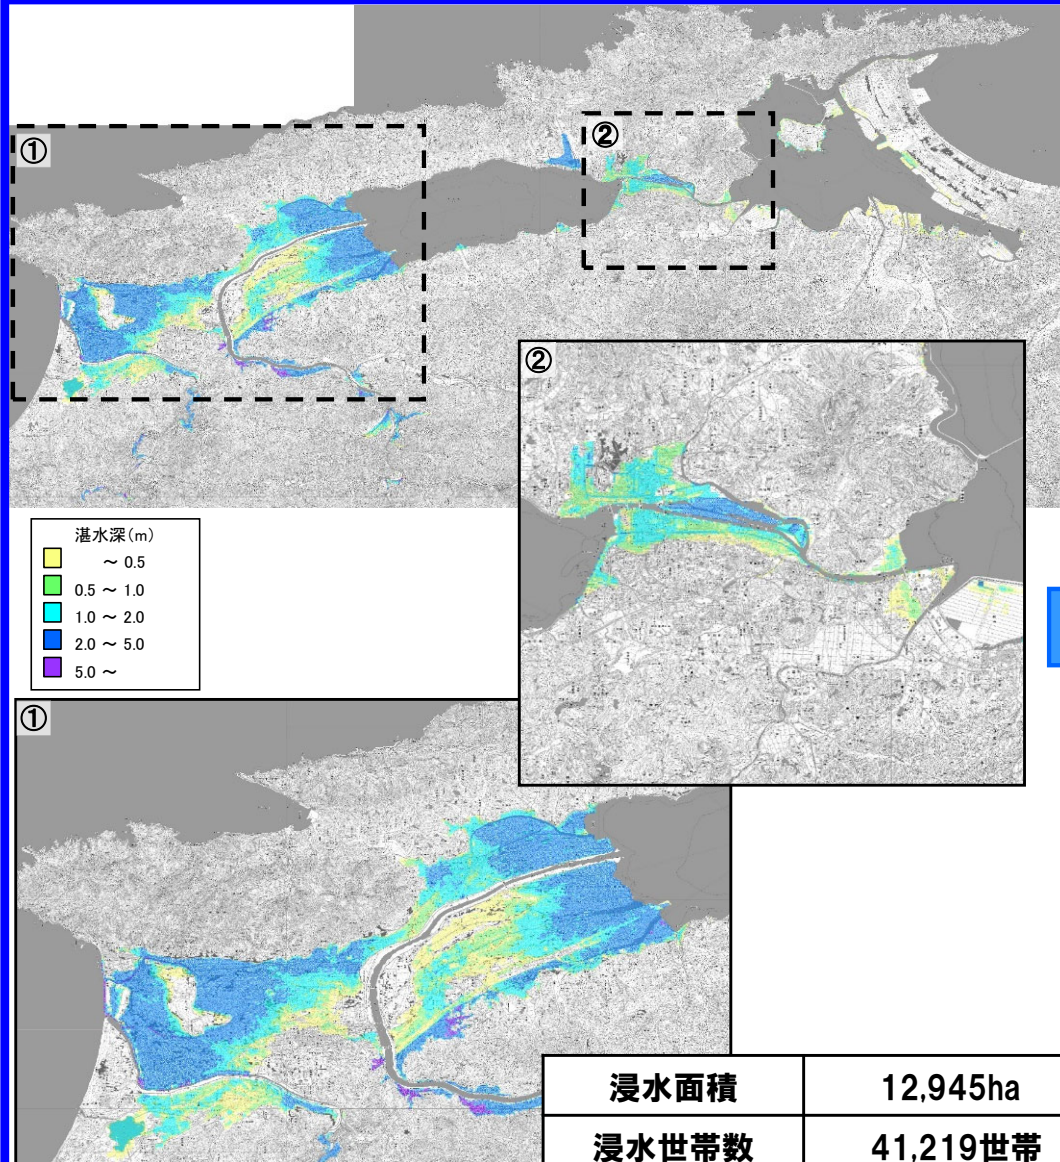 ①
②
②
湛水深(m)
～ 0.5
0.5 ～ 1.0
1.0 ～ 2.0
2.0 ～ 5.0
5.0 ～
①
浸水面積 12,945ha
浸水世帯数 41,219世帯